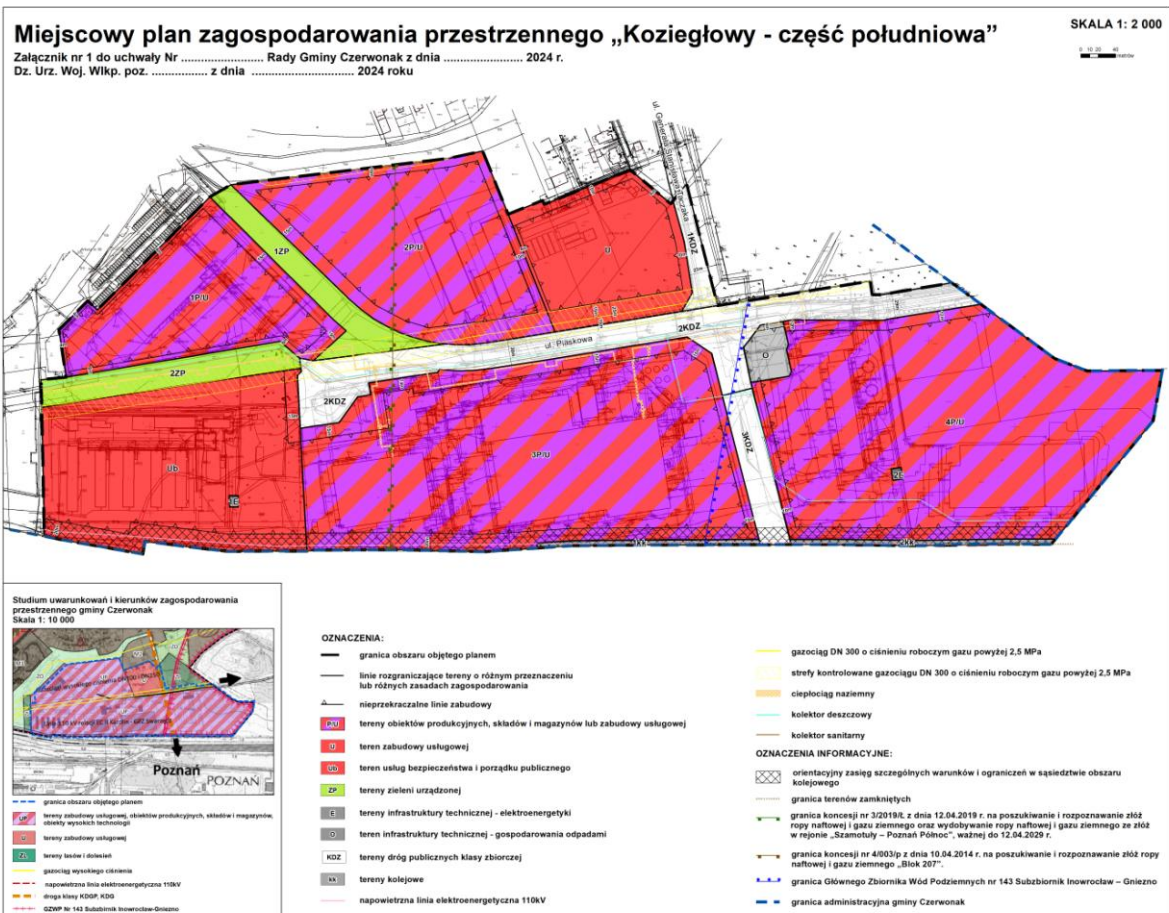 Miejscowy plan zagospodarowania przestrzennego „Koziegłowy - część południowa”
SKALA 1: 2 000
Załącznik nr 1 do uchwały Nr ........................ Rady Gminy Czerwonak z dnia ....................... 2024 r.
Dz. Urz. Woj. Wlkp. poz. ................ z dnia .............................. 2024 roku
1ZP
2P/U
U
1KDZ
1P/U
2KDZ
ul. Piaskowa
O
2ZP
2KDZ
3KDZ
4P/U
3P/U
Ub
1E
2E
1kk
2kk
Studium uwarunkowań i kierunków zagospodarowania
przestrzennego gminy Czerwonak
Skala 1: 10 000
Poznań
POZNAŃ
granica obszaru objętego planem
UP
tereny zabudowy usługowej, obiektów produkcyjnych, składów i magazynów,
obiekty wysokich technologii
U
tereny zabudowy usługowej
ZL
tereny lasów i dolesień
gazociąg wysokiego ciśnienia
napowietrzna linia elektroenergetyczna 110kV
droga klasy KDGP, KDG
GZWP Nr 143 Subzbiornik Inowrocław-Gniezno
OZNACZENIA:
granica obszaru objętego planem
linie rozgraniczające tereny o różnym przeznaczeniu
lub różnych zasadach zagospodarowania
nieprzekraczalne linie zabudowy
P/U
tereny obiektów produkcyjnych, składów i magazynów lub zabudowy usługowej
U
teren zabudowy usługowej
Ub
teren usług bezpieczeństwa i porządku publicznego
ZP
tereny zieleni urządzonej
E
tereny infrastruktury technicznej - elektroenergetyki
O
teren infrastruktury technicznej - gospodarowania odpadami
KDZ
tereny dróg publicznych klasy zbiorczej
kk
tereny kolejowe
napowietrzna linia elektroenergetyczna 110kV
gazociąg DN 300 o ciśnieniu roboczym gazu powyżej 2,5 MPa
strefy kontrolowane gazociągu DN 300 o ciśnieniu roboczym gazu powyżej 2,5 MPa
ciepłociąg naziemny
kolektor deszczowy
kolektor sanitarny
OZNACZENIA INFORMACYJNE:
orientacyjny zasięg szczególnych warunków i ograniczeń w sąsiedztwie obszaru
kolejowego
granica terenów zamkniętych
granica koncesji nr 3/2019/Ł z dnia 12.04.2019 r. na poszukiwanie i rozpoznawanie złóż
ropy naftowej i gazu ziemnego oraz wydobywanie ropy naftowej i gazu ziemnego ze złóż
w rejonie „Szamotuły – Poznań Północ”, ważnej do 12.04.2029 r.
granica koncesji nr 4/003/p z dnia 10.04.2014 r. na poszukiwanie i rozpoznawanie złóż ropy
naftowej i gazu ziemnego „Blok 207”.
granica Głównego Zbiornika Wód Podziemnych nr 143 Subzbiornik Inowrocław – Gniezno
granica administracyjna gminy Czerwonak